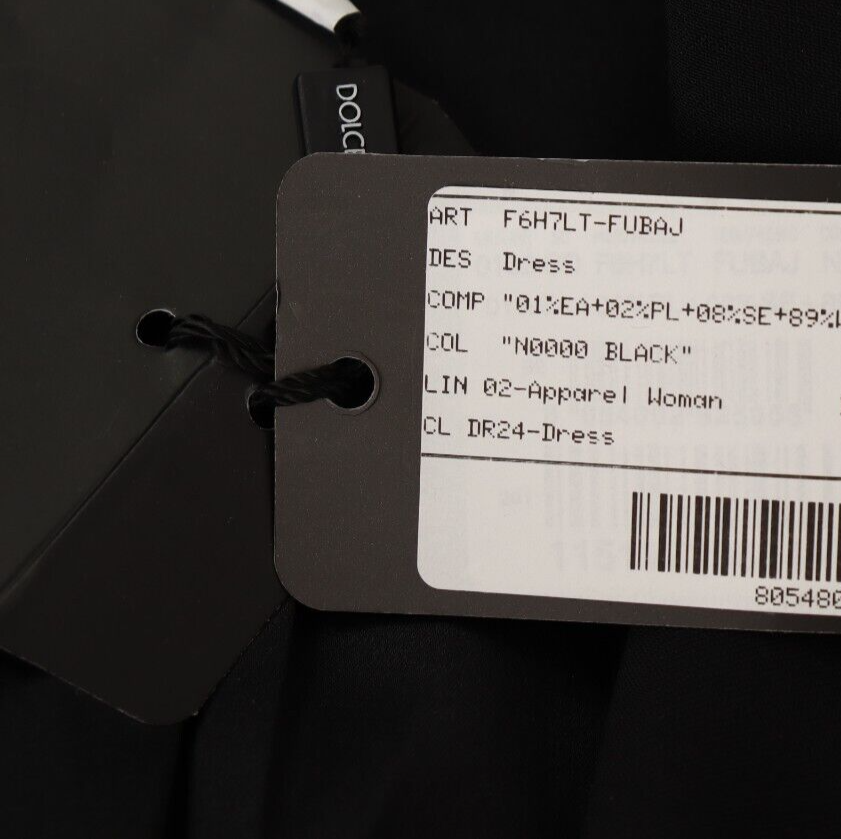 DOLCE
ART F6H7LT-FUBAJ
DES Dress
COMP "01%EA+02%PL+08%SE+89%
COL "N0000 BLACK"
LIN 02-Apparel Woman
CL DR24-Dress
805480